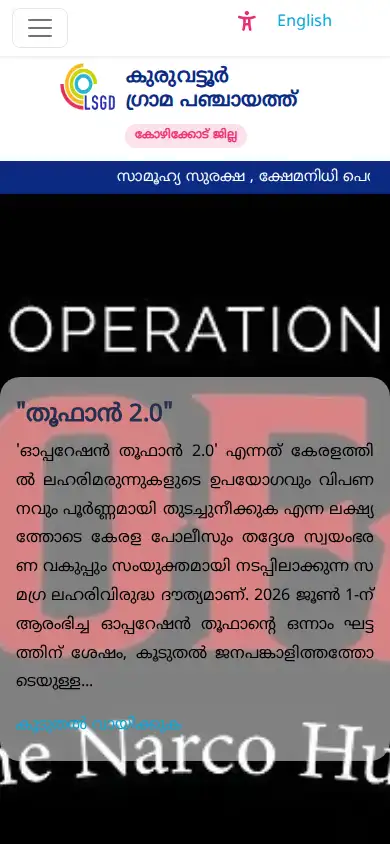 English
LSGD
കുരുവട്ടൂർ
ഗ്രാമ പഞ്ചായത്ത്
കോഴിക്കോട് ജില്ല
സാമൂഹ്യ സുരക്ഷ , ക്ഷേമനിധി
OPERATION
"തൂഫാൻ 2.0"
'ഓപ്പറേഷൻ തൂഫാൻ 2.0' എന്നത് കേരളത്തി
ൽ ലഹരിമരുന്നുകളുടെ ഉപയോഗവും വിപണ
നവും പൂർണ്ണമായി തുടച്ചുനീക്കുക എന്ന ലക്ഷ്യ
ത്തോടെ കേരള പോലീസും തദ്ദേശ സ്വയംഭര
ണ വകുപ്പും സംയുക്തമായി നടപ്പിലാക്കുന്ന സ
മഗ്ര ലഹരിവിരുദ്ധ ദൗത്യമാണ്. 2026 ജൂൺ 1-ന്
ആരംഭിച്ച ഓപ്പറേഷൻ തൂഫാന്റെ ഒന്നാം ഘട്ട
ത്തിന് ശേഷം, കൂടുതൽ ജനപങ്കാളിത്തത്തോ
ടെയുള്ള...
കൂടുതൽ വായിക്കുക
he Narco Hu